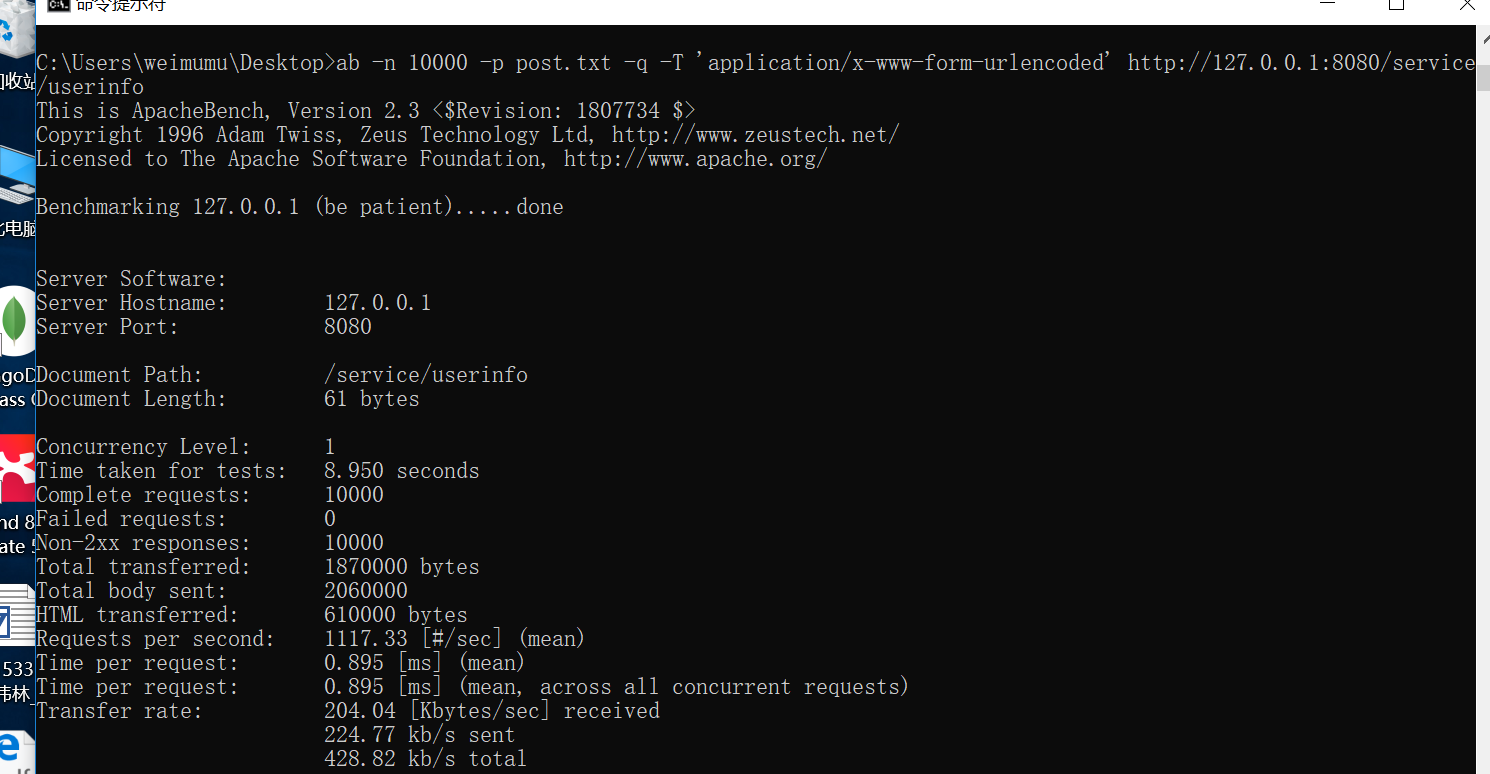 命令提示符
C:\Users\weimumu\Desktop>ab -n 10000 -p post.txt -q -T 'application/x-www-form-urlencoded' http://127.0.0.1:8080/service
/userinfo
This is ApacheBench, Version 2.3 <$Revision: 1807734 $>
Copyright 1996 Adam Twiss, Zeus Technology Ltd, http://www.zeustech.net/
Licensed to The Apache Software Foundation, http://www.apache.org/
Benchmarking 127.0.0.1 (be patient).....done
Server Software:
Server Hostname: 127.0.0.1
Server Port: 8080
Document Path: /service/userinfo
Document Length: 61 bytes
Concurrency Level: 1
Time taken for tests: 8.950 seconds
Complete requests: 10000
Failed requests: 0
Non-2xx responses: 10000
Total transferred: 1870000 bytes
Total body sent: 2060000
HTML transferred: 610000 bytes
Requests per second: 1117.33 [#/sec] (mean)
Time per request: 0.895 [ms] (mean)
Time per request: 0.895 [ms] (mean, across all concurrent requests)
Transfer rate: 204.04 [Kbytes/sec] received
224.77 kb/s sent
428.82 kb/s total
回收站
电脑
goD
ass
nd 8
ate 5
533
伟林_